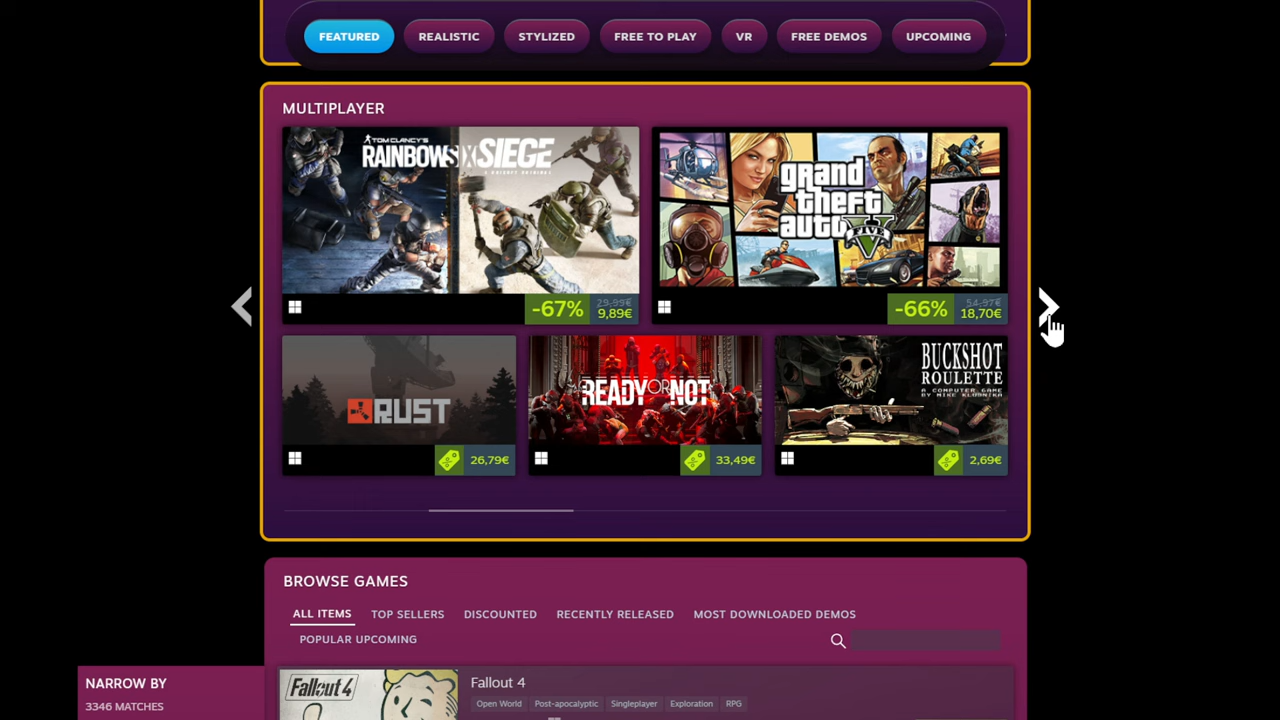 FEATURED
REALISTIC
STYLIZED
FREE TO PLAY
VR
FREE DEMOS
UPCOMING
MULTIPLAYER
TOM CLANCY'S
RAINBOW SIX SIEGE
grand
theft
auto
FIVE
-67%
29,99€
9,89€
-66%
54,97€
18,70€
RUST
READY OR NOT
BUCKSHOT
ROULETTE
A COMPUTER GAME
BY MIKE KLUBNIKA
26,79€
33,49€
2,69€
BROWSE GAMES
ALL ITEMS
TOP SELLERS
DISCOUNTED
RECENTLY RELEASED
MOST DOWNLOADED DEMOS
POPULAR UPCOMING
NARROW BY
3346 MATCHES
Fallout 4
Fallout 4
Open World
Post-apocalyptic
Singleplayer
Exploration
RPG